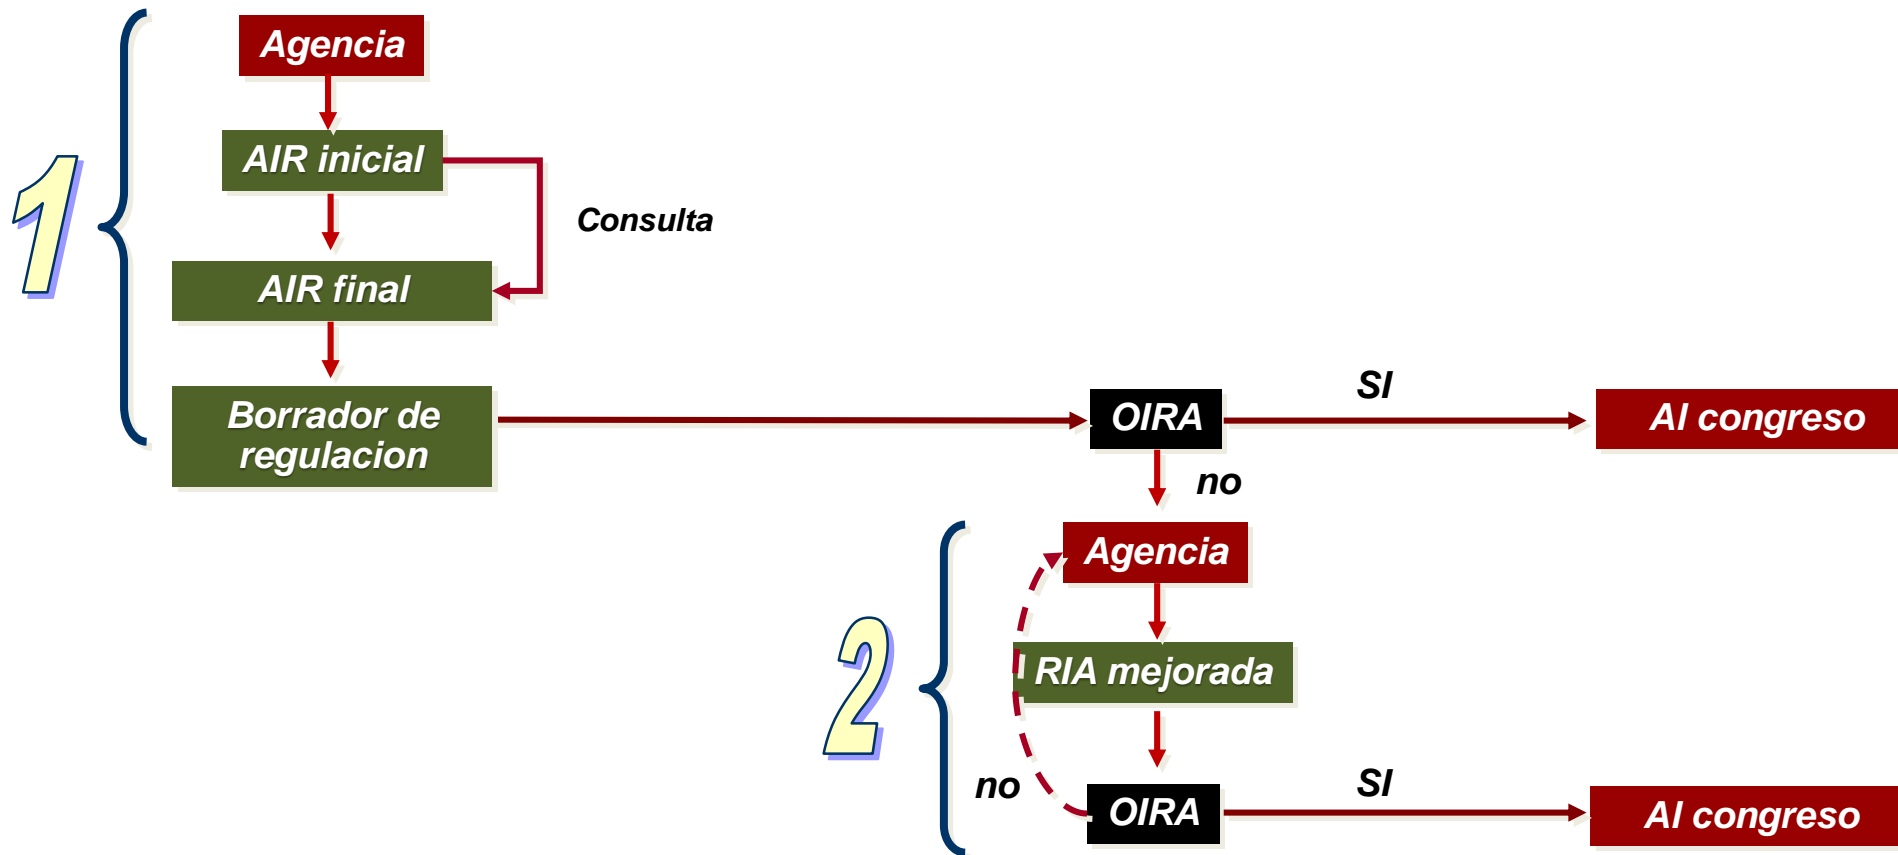 1
Agencia
AIR inicial
Consulta
AIR final
Borrador de
regulacion
OIRA
SI
Al congreso
no
2
Agencia
RIA mejorada
no
OIRA
SI
Al congreso